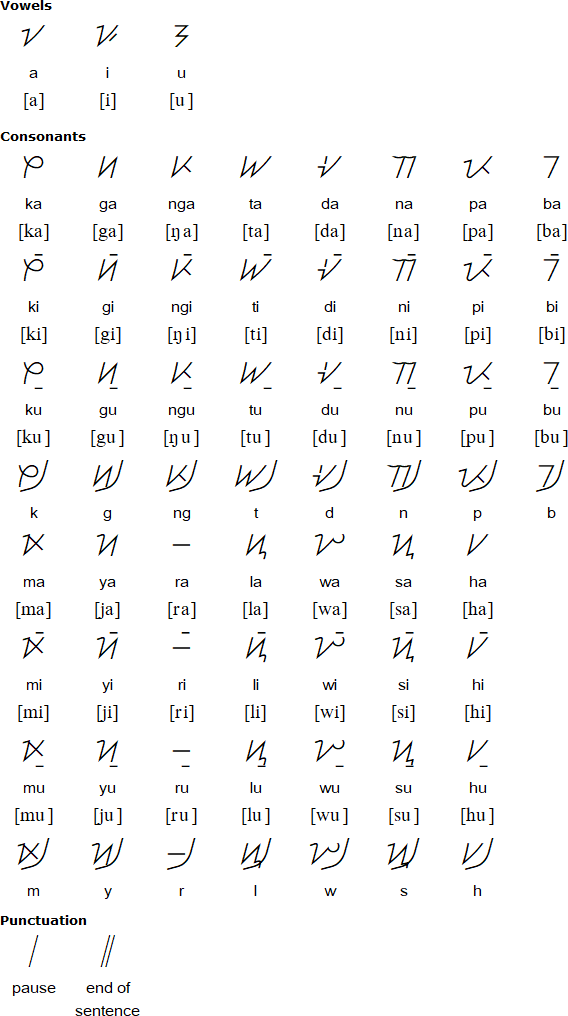 Vowels
ᜠ ᜡ ᜢ
a i u
[a] [i] [u]
Consonants
ᜣ ᜤ ᜥ ᜦ ᜧ ᜨ ᜩ ᜪ
ka ga nga ta da na pa ba
[ka] [ga] [ŋa] [ta] [da] [na] [pa] [ba]
ᜣᜲ ᜤᜲ ᜥᜲ ᜦᜲ ᜧᜲ ᜨᜲ ᜩᜲ ᜪᜲ
ki gi ngi ti di ni pi bi
[ki] [gi] [ŋi] [ti] [di] [ni] [pi] [bi]
ᜣᜳ ᜤᜳ ᜥᜳ ᜦᜳ ᜧᜳ ᜨᜳ ᜩᜳ ᜪᜳ
ku gu ngu tu du nu pu bu
[ku] [gu] [ŋu] [tu] [du] [nu] [pu] [bu]
ᜣ᜴ ᜤ᜴ ᜥ᜴ ᜦ᜴ ᜧ᜴ ᜨ᜴ ᜩ᜴ ᜪ᜴
k g ng t d n p b
ᜫ ᜬ ᜭ ᜮ ᜯ ᜰ ᜱ
ma ya ra la wa sa ha
[ma] [ja] [ra] [la] [wa] [sa] [ha]
ᜫᜲ ᜬᜲ ᜭᜲ ᜮᜲ ᜯᜲ ᜰᜲ ᜱᜲ
mi yi ri li wi si hi
[mi] [ji] [ri] [li] [wi] [si] [hi]
ᜫᜳ ᜬᜳ ᜭᜳ ᜮᜳ ᜯᜳ ᜰᜳ ᜱᜳ
mu yu ru lu wu su hu
[mu] [ju] [ru] [lu] [wu] [su] [hu]
ᜫ᜴ ᜬ᜴ ᜭ᜴ ᜮ᜴ ᜯ᜴ ᜰ᜴ ᜱ᜴
m y r l w s h
Punctuation
᜵ ᜶
pause end of
sentence